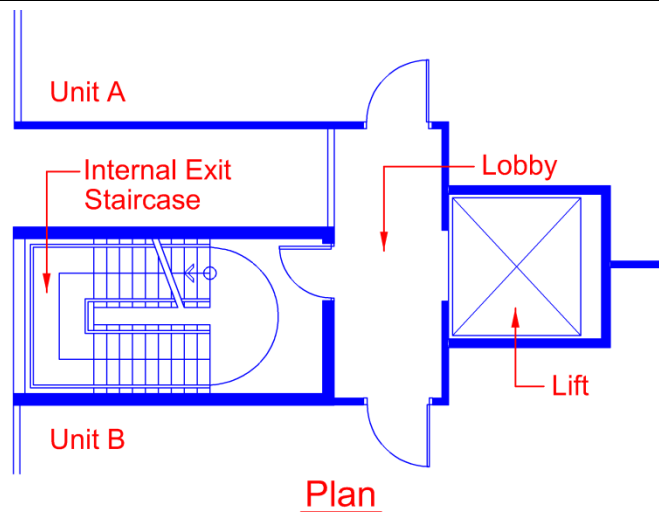 Unit A
Internal Exit
Staircase
Lobby
Lift
Unit B
Plan